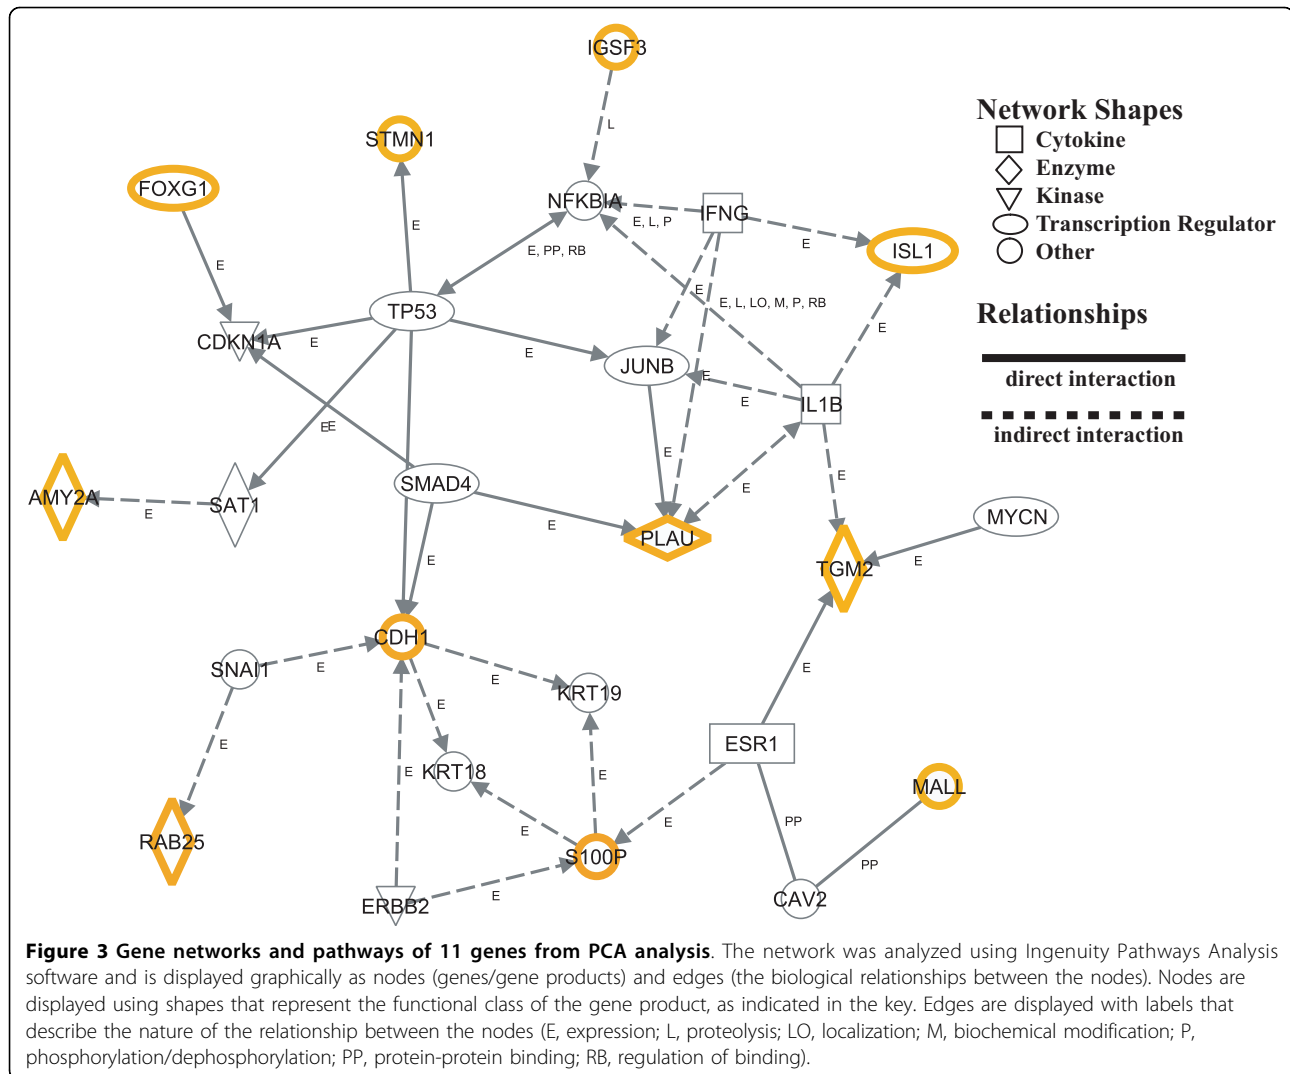 IGSF3
Network Shapes
Cytokine
Enzyme
Kinase
Transcription Regulator
Other
L
STMN1
FOXG1
NFKBIA
IFNG
E, L, P
E
ISL1
E
E
E, PP, RB
TP53
E
E, L, LO, M, P, RB
Relationships
direct interaction
indirect interaction
CDKN1A
E
E
JUNB
E
E
E
IL1B
E
E
E
E
E
SMAD4
E
AMY2A
E
SAT1
E
PLAU
MYCN
E
TGM2
E
CDH1
SNAI1
E
E
KRT19
E
E
E
ESR1
E
KRT18
E
E
MALL
RAB25
E
E
S100P
PP
PP
ERBB2
E
CAV2
Figure 3 Gene networks and pathways of 11 genes from PCA analysis. The network was analyzed using Ingenuity Pathways Analysis
software and is displayed graphically as nodes (genes/gene products) and edges (the biological relationships between the nodes). Nodes are
displayed using shapes that represent the functional class of the gene product, as indicated in the key. Edges are displayed with labels that
describe the nature of the relationship between the nodes (E, expression; L, proteolysis; LO, localization; M, biochemical modification; P,
phosphorylation/dephosphorylation; PP, protein-protein binding; RB, regulation of binding).